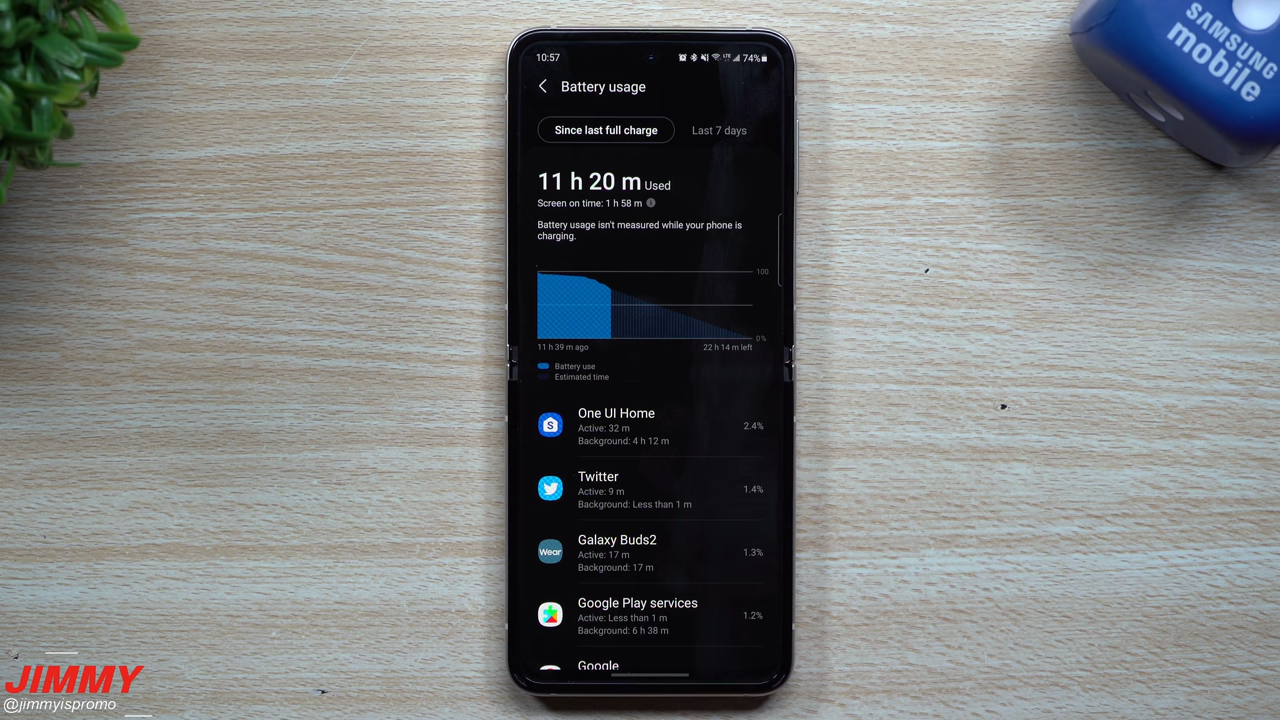 SAMSUNG
mobile
10:57
LTE
74%
Battery usage
Since last full charge
Last 7 days
11 h 20 m Used
Screen on time: 1 h 58 m
Battery usage isn't measured while your phone is
charging.
100
0%
11 h 39 m ago
22 h 14 m left
Battery use
Estimated time
One UI Home
Active: 32 m
Background: 4 h 12 m
2.4%
Twitter
Active: 9 m
Background: Less than 1 m
1.4%
Wear
Galaxy Buds2
Active: 17 m
Background: 17 m
1.3%
Google Play services
Active: Less than 1 m
Background: 6 h 38 m
1.2%
Google
JIMMY
@jimmyispromo